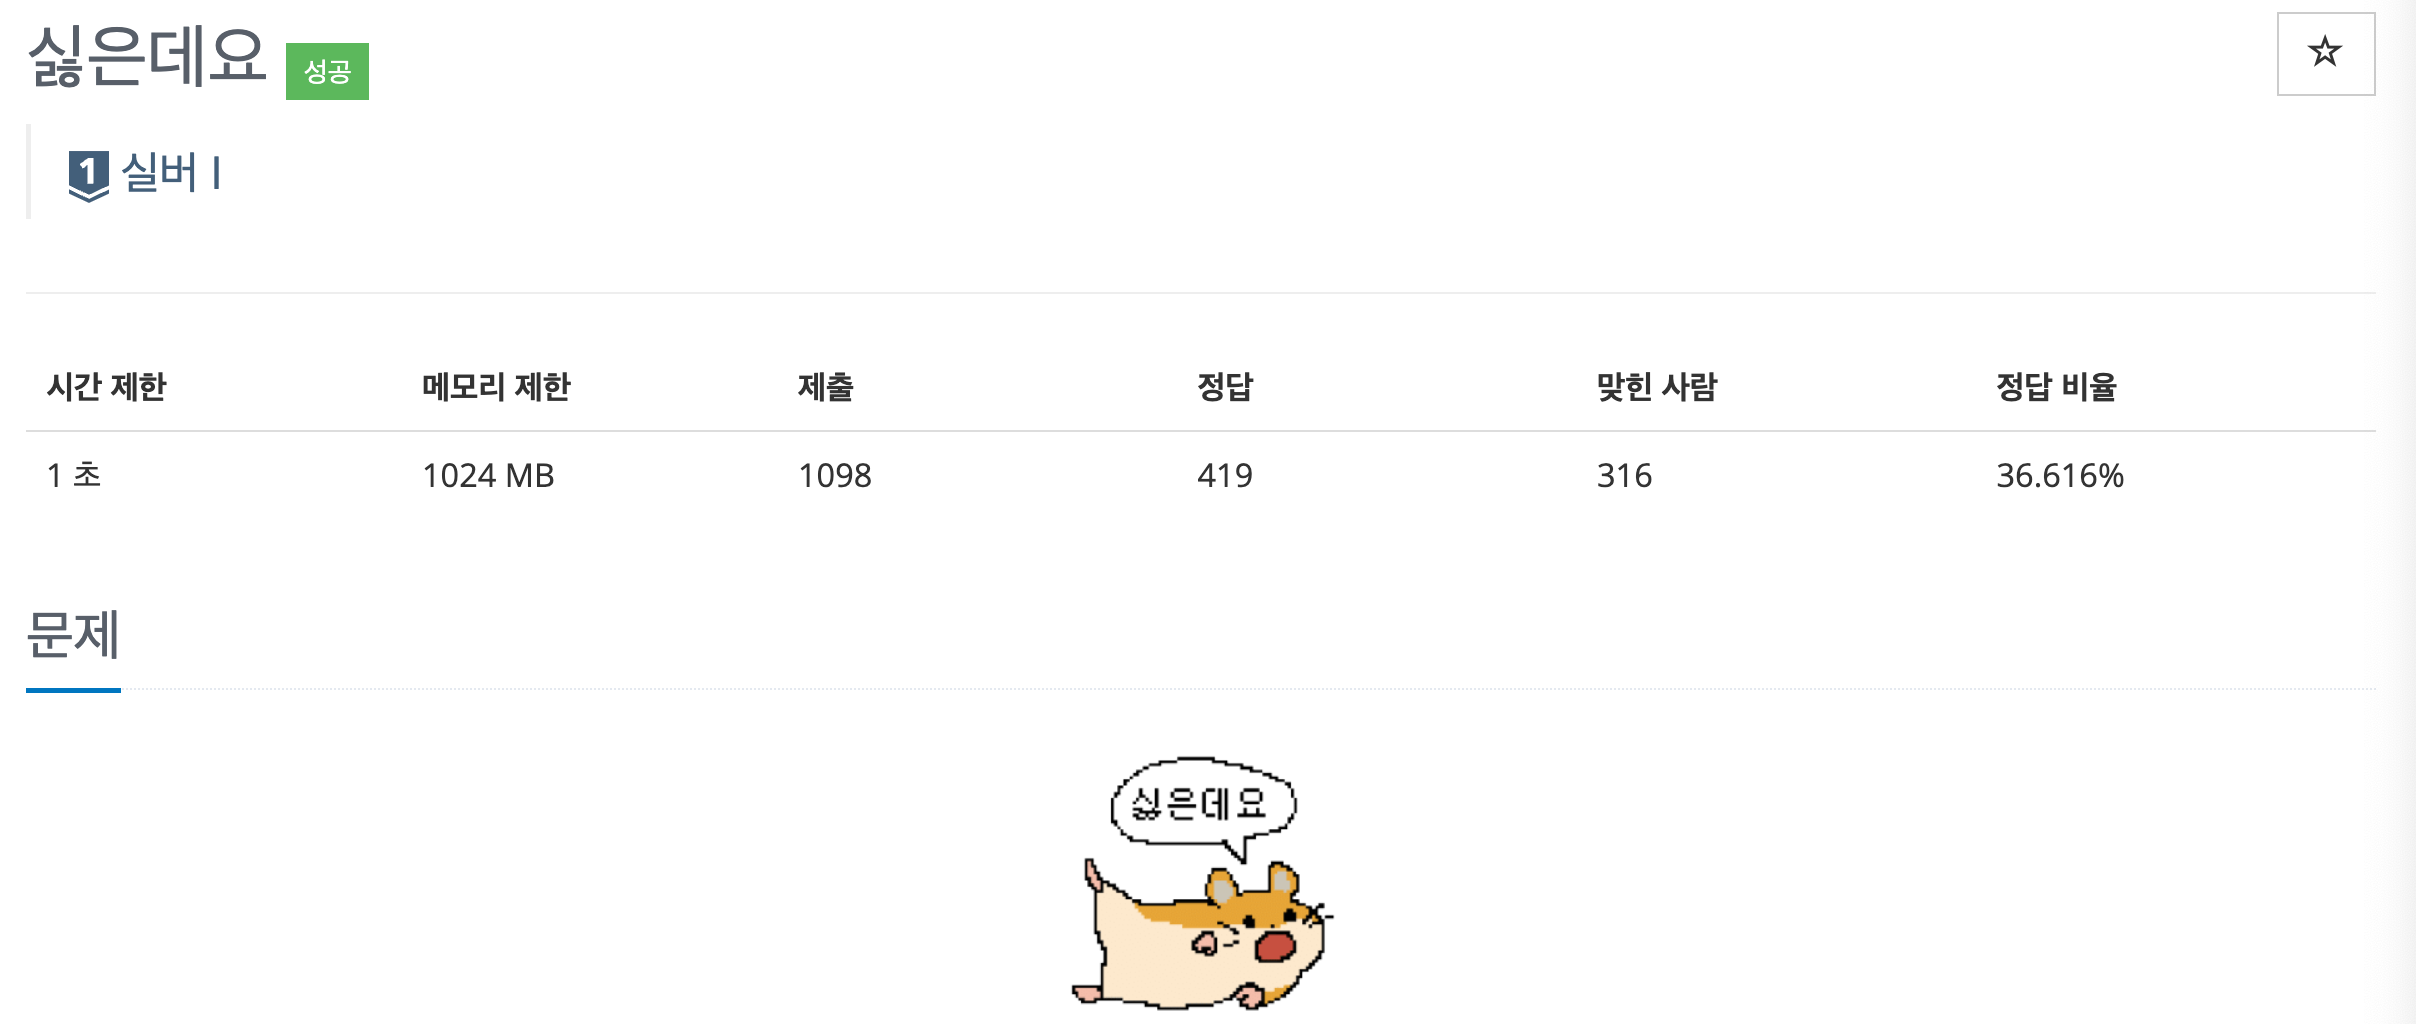 싫은데요 성공
1 실버 I
시간 제한 메모리 제한 제출 정답 맞힌 사람 정답 비율
1 초 1024 MB 1098 419 316 36.616%
문제
싫은데요